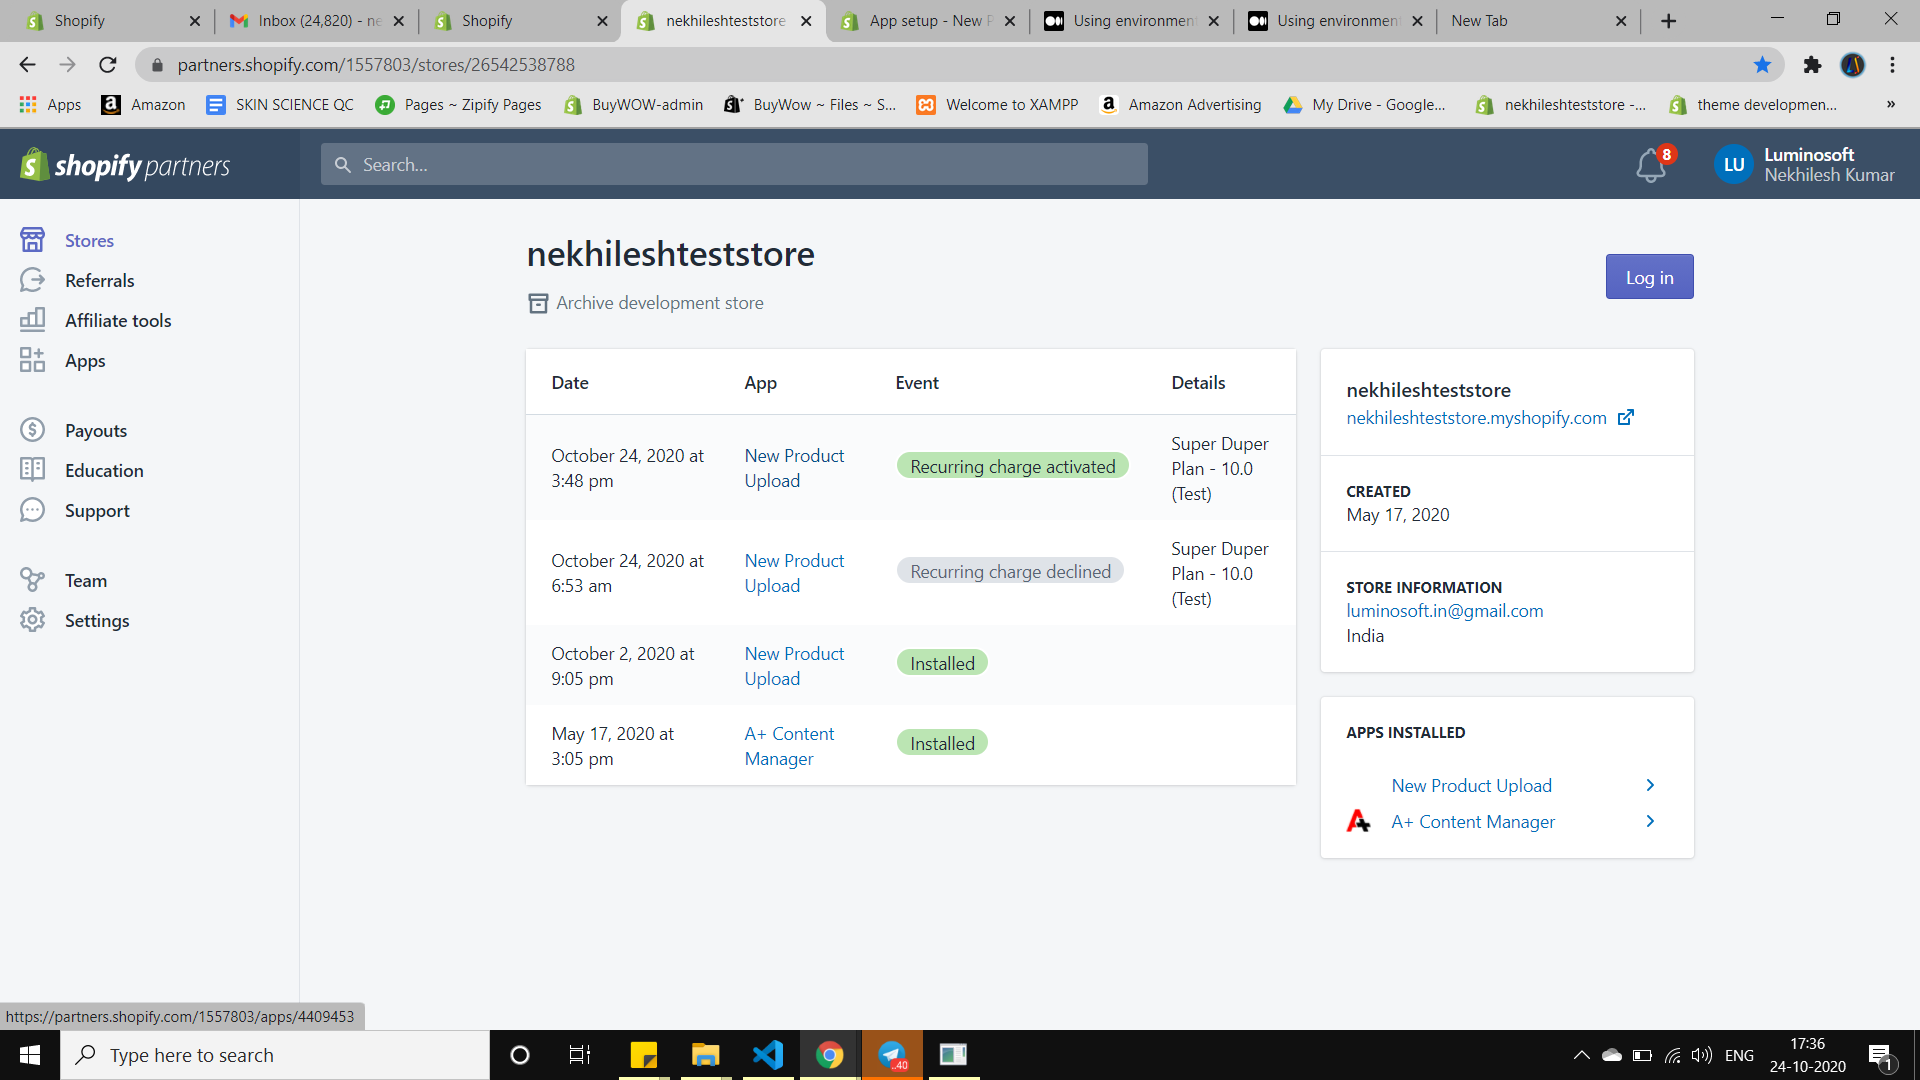 Shopify
Inbox (24,820) - ne
Shopify
nekhileshteststore
App setup - New P
Using environment
Using environment
New Tab
partners.shopify.com/1557803/stores/26542538788
Apps
Amazon
SKIN SCIENCE QC
Pages ~ Zipify Pages
BuyWOW-admin
BuyWow ~ Files ~ S...
Welcome to XAMPP
Amazon Advertising
My Drive - Google...
nekhileshteststore -...
theme developmen...
»
shopify partners
Search...
8
LU
Luminosoft
Nekhilesh Kumar
Stores
Referrals
Affiliate tools
Apps
Payouts
Education
Support
Team
Settings
nekhileshteststore
Archive development store
Log in
Date App Event Details
October 24, 2020 at
3:48 pm
New Product
Upload
Recurring charge activated
Super Duper
Plan - 10.0
(Test)
October 24, 2020 at
6:53 am
New Product
Upload
Recurring charge declined
Super Duper
Plan - 10.0
(Test)
October 2, 2020 at
9:05 pm
New Product
Upload
Installed
May 17, 2020 at
3:05 pm
A+ Content
Manager
Installed
nekhileshteststore
nekhileshteststore.myshopify.com
CREATED
May 17, 2020
STORE INFORMATION
luminosoft.in@gmail.com
India
APPS INSTALLED
New Product Upload
A+ Content Manager
https://partners.shopify.com/1557803/apps/4409453
Type here to search
..40
ENG
17:36
24-10-2020
1